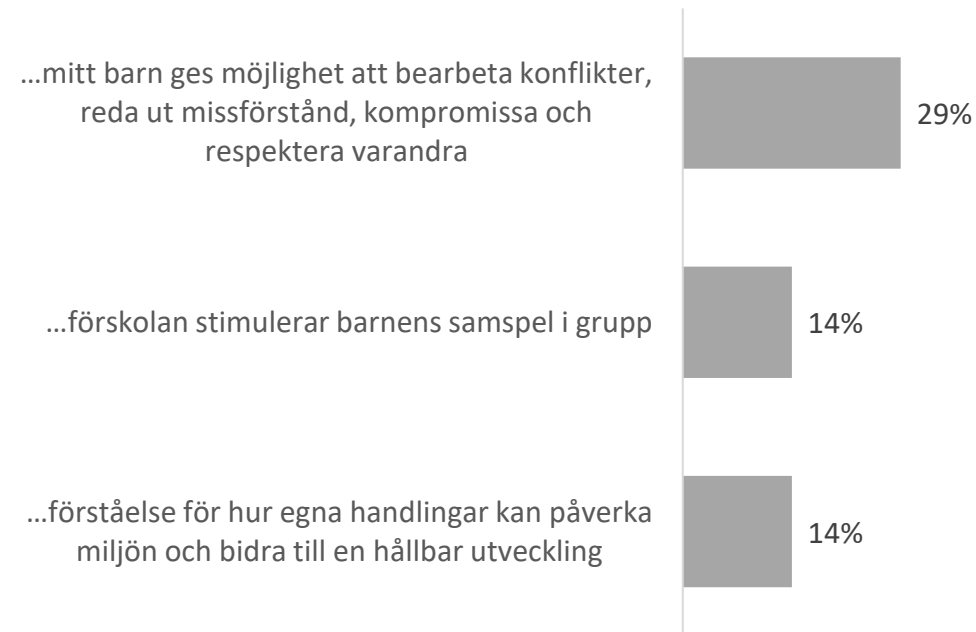 ...mitt barn ges möjlighet att bearbeta konflikter,
reda ut missförstånd, kompromissa och
respektera varandra
29%
...förskolan stimulerar barnens samspel i grupp
14%
...förståelse för hur egna handlingar kan påverka
miljön och bidra till en hållbar utveckling
14%